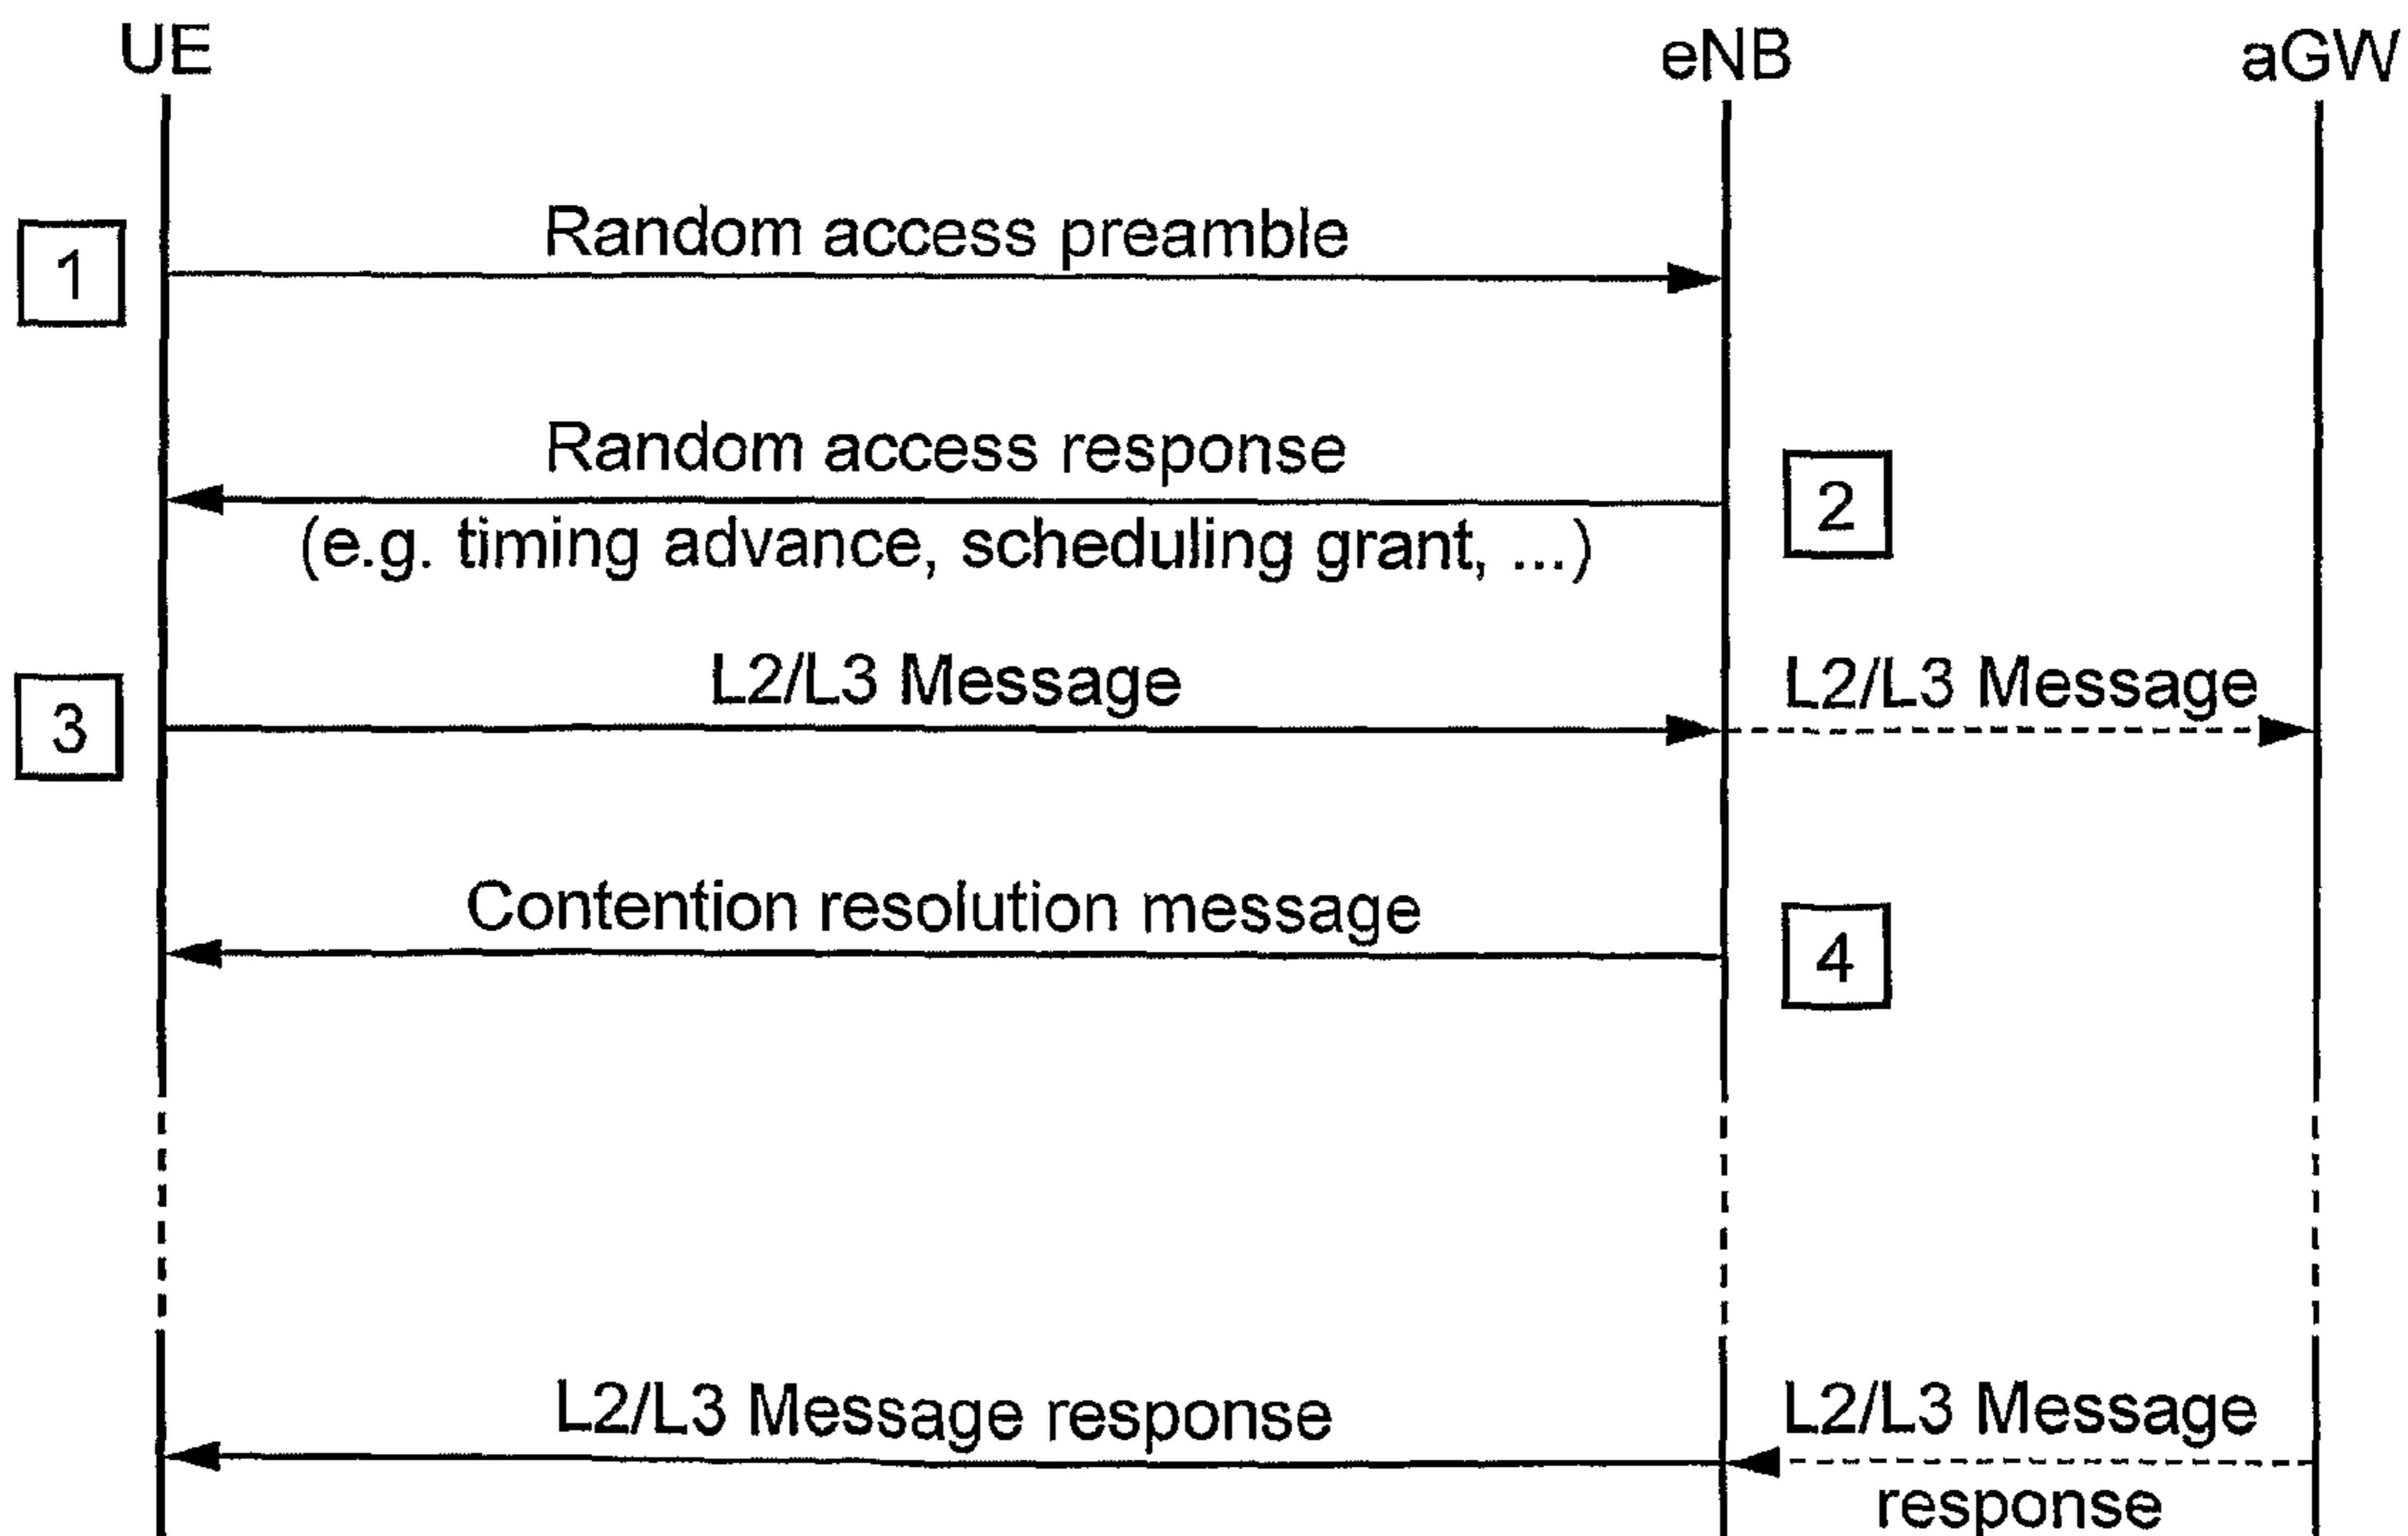 UE
eNB
aGW
Random access preamble
1
Random access response
2
(e.g. timing advance, scheduling grant, ...)
L2/L3 Message
L2/L3 Message
3
Contention resolution message
4
L2/L3 Message response
L2/L3 Message
response